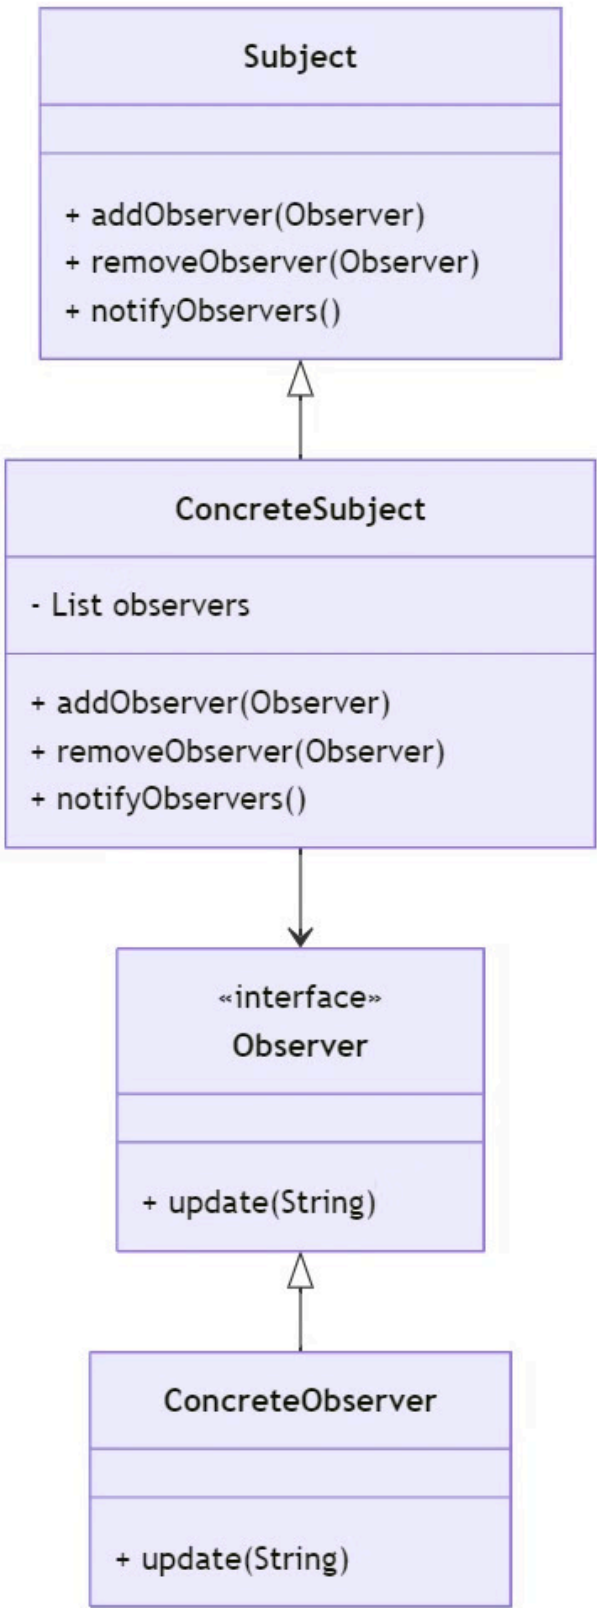 Subject
+ addObserver(Observer)
+ removeObserver(Observer)
+ notifyObservers()
ConcreteSubject
- List observers
+ addObserver(Observer)
+ removeObserver(Observer)
+ notifyObservers()
«interface»
Observer
+ update(String)
ConcreteObserver
+ update(String)